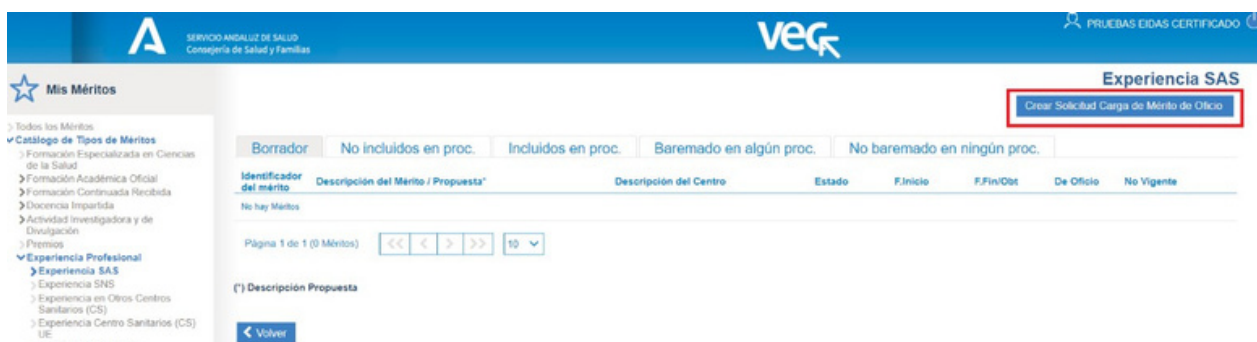 SERVICIO ANDALUZ DE SALUD
Consejería de Salud y Familias
vec
PRUEBAS EIDAS CERTIFICADO
Mis Méritos
Experiencia SAS
Crear Solicitud Carga de Mérito de Oficio
Todos los Méritos
Catálogo de Tipos de Méritos
Formación Especializada en Ciencias
de la Salud
Formación Académica Oficial
Formación Continuada Recibida
Docencia Impartida
Actividad Investigadora y de
Divulgación
Premios
Experiencia Profesional
Experiencia SAS
Experiencia SNS
Experiencia en Otros Centros
Sanitarios (CS)
Experiencia Centro Sanitarios (CS)
UE
Borrador No incluidos en proc. Incluidos en proc. Baremado en algún proc. No baremado en ningún proc.
Identificador
del mérito Descripción del Mérito / Propuesta* Descripción del Centro Estado F.Inicio F.Fin/Obt De Oficio No Vigente
No hay Méritos
Página 1 de 1 (0 Méritos) << < > >> 10
(*) Descripción Propuesta
Volver